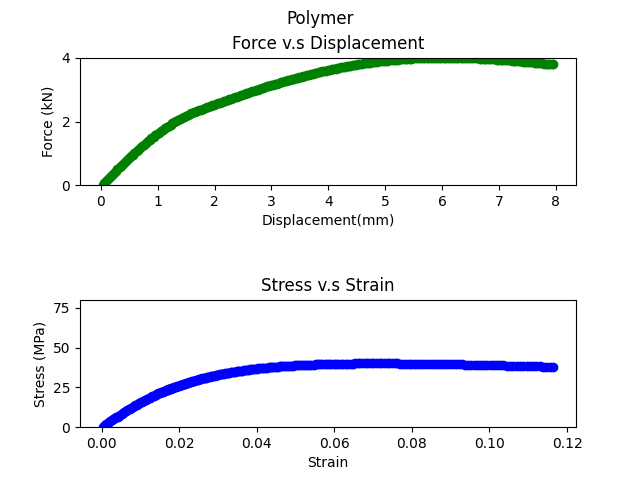 Polymer
Force v.s Displacement
4
2
0
Force (kN)
0 1 2 3 4 5 6 7 8
Displacement(mm)
Stress v.s Strain
75
50
25
0
Stress (MPa)
0.00 0.02 0.04 0.06 0.08 0.10 0.12
Strain